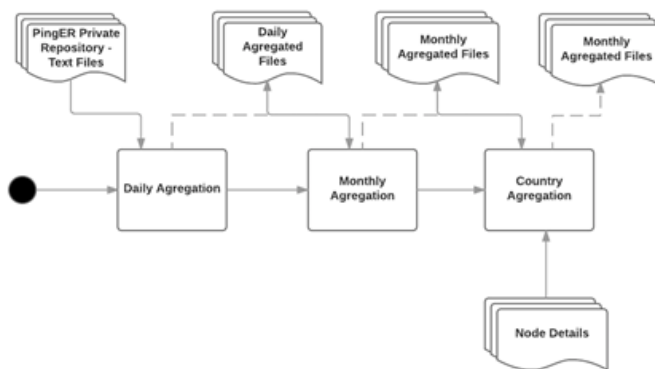 PingER Private
Repository -
Text Files
Daily
Agregated
Files
Monthly
Agregated Files
Monthly
Agregated Files
Daily Agregation
Monthly
Agregation
Country
Agregation
Node Details